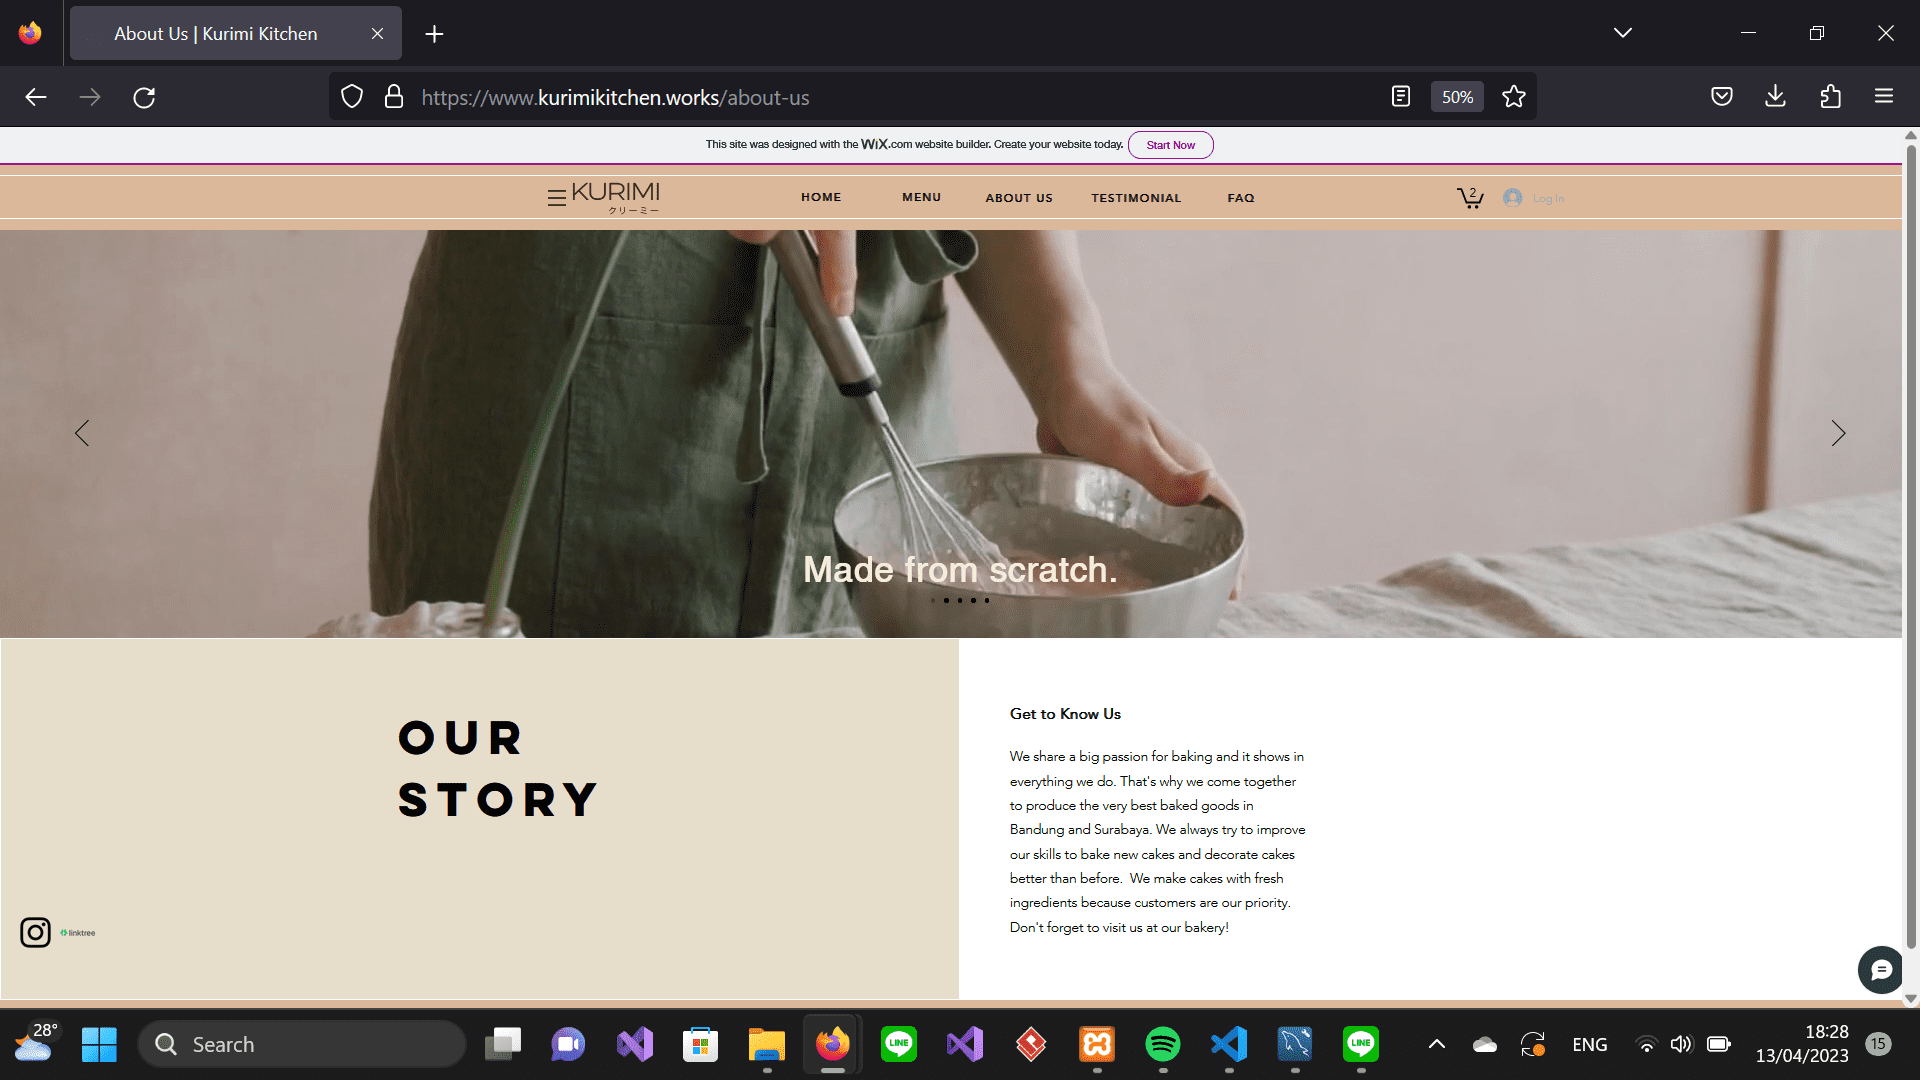 About Us | Kurimi Kitchen
https://www.kurimikitchen.works/about-us
50%
This site was designed with the WiX.com website builder. Create your website today.
Start Now
KURIMI
クリーミー
HOME
MENU
ABOUT US
TESTIMONIAL
FAQ
2
Log In
Made from scratch.
OUR
STORY
Get to Know Us
We share a big passion for baking and it shows in
everything we do. That's why we come together
to produce the very best baked goods in
Bandung and Surabaya. We always try to improve
our skills to bake new cakes and decorate cakes
better than before.  We make cakes with fresh
ingredients because customers are our priority.
Don't forget to visit us at our bakery!
linktree
28°
Search
LINE
LINE
ENG
18:28
13/04/2023
15